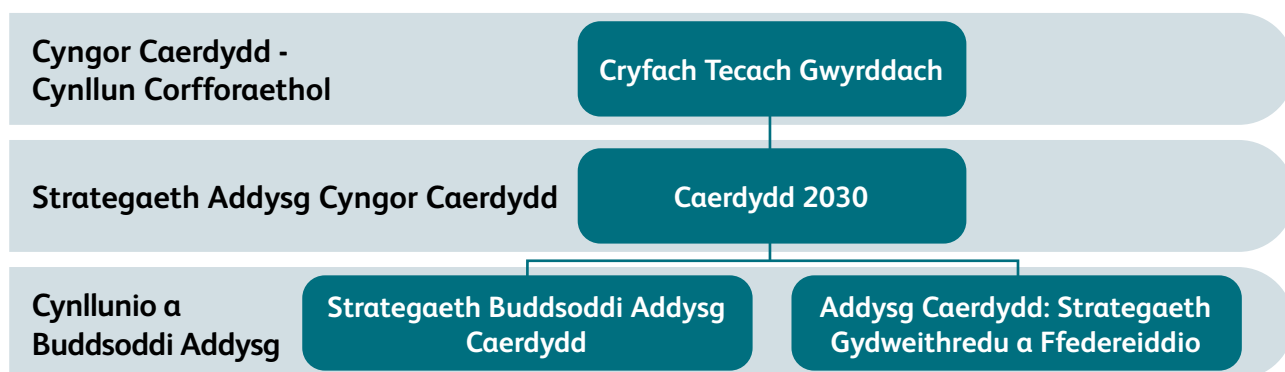 Cyngor Caerdydd -
Cynllun Corfforaethol
Cryfach Tecach Gwyrddach
Strategaeth Addysg Cyngor Caerdydd
Caerdydd 2030
Cynllunio a
Buddsoddi Addysg
Strategaeth Buddsoddi Addysg
Caerdydd
Addysg Caerdydd: Strategaeth
Gydweithredu a Ffedereiddio